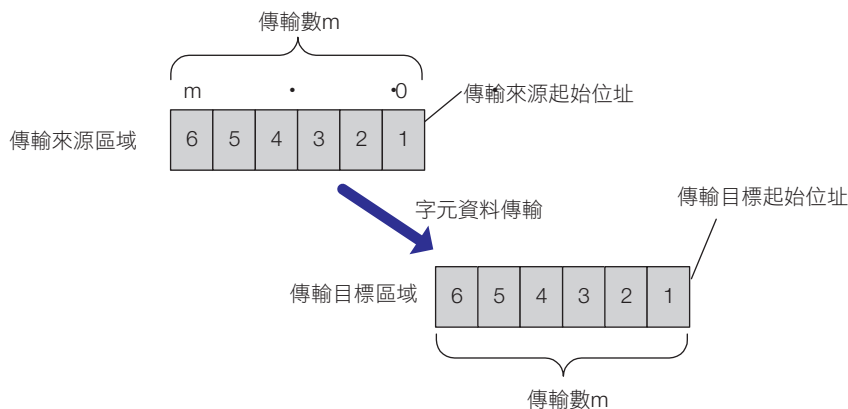 傳輸數m
m · ·0 ·
傳輸來源起始位址
傳輸來源區域
6 5 4 3 2 1
字元資料傳輸
傳輸目標起始位址
傳輸目標區域
6 5 4 3 2 1
傳輸數m